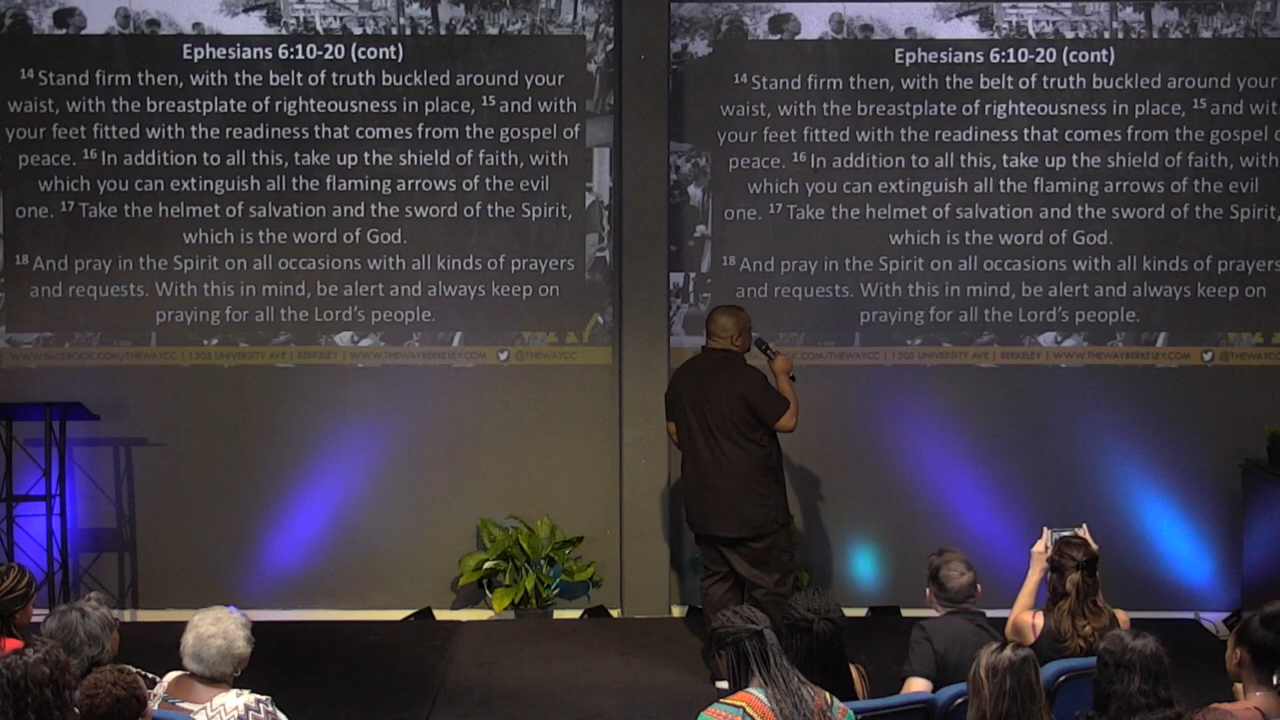 Ephesians 6:10-20 (cont)
14 Stand firm then, with the belt of truth buckled around your
waist, with the breastplate of righteousness in place, 15 and with
your feet fitted with the readiness that comes from the gospel of
peace. 16 In addition to all this, take up the shield of faith, with
which you can extinguish all the flaming arrows of the evil
one. 17 Take the helmet of salvation and the sword of the Spirit,
which is the word of God.
18 And pray in the Spirit on all occasions with all kinds of prayers
and requests. With this in mind, be alert and always keep on
praying for all the Lord's people.
WWW.FACEBOOK.COM/THEWAYCC | 1305 UNIVERSITY AVE | BERKELEY | WWW.THEWAYBERKELEY.COM @THEWAYCC
Ephesians 6:10-20 (cont)
14 Stand firm then, with the belt of truth buckled around your
waist, with the breastplate of righteousness in place, 15 and wit
your feet fitted with the readiness that comes from the gospel o
peace. 16 In addition to all this, take up the shield of faith, with
which you can extinguish all the flaming arrows of the evil
one. 17 Take the helmet of salvation and the sword of the Spirit,
which is the word of God.
18 And pray in the Spirit on all occasions with all kinds of prayers
and requests. With this in mind, be alert and always keep on
praying for all the Lord's people.
COM/THEWAYCC | 1305 UNIVERSITY AVE | BERKELEY | WWW.THEWAYBERKELEY.COM @THEWAYCC